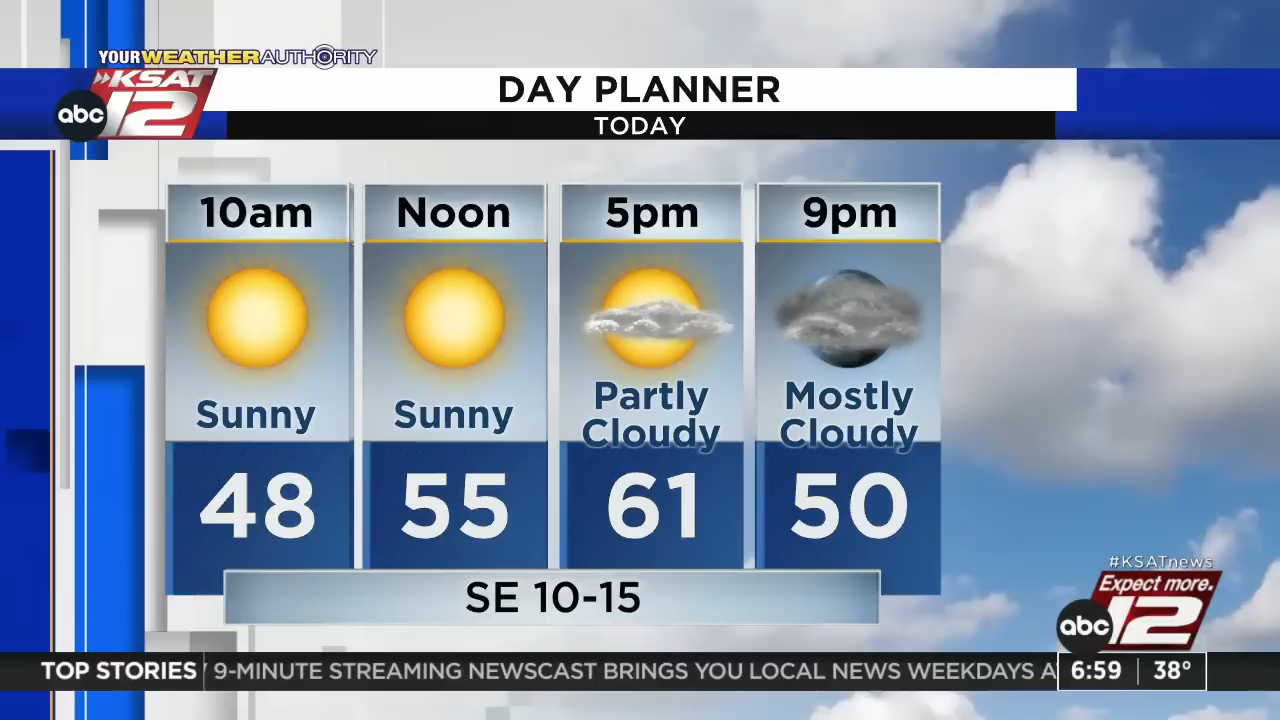 YOURWEATHERAUTHORITY
KSAT
abc 12
DAY PLANNER
TODAY
10am Noon 5pm 9pm
Sunny Sunny Partly Cloudy Mostly Cloudy
48 55 61 50
SE 10-15
#KSATnews
Expect more.
abc 12
TOP STORIES 9-MINUTE STREAMING NEWSCAST BRINGS YOU LOCAL NEWS WEEKDAYS A 6:59 38°